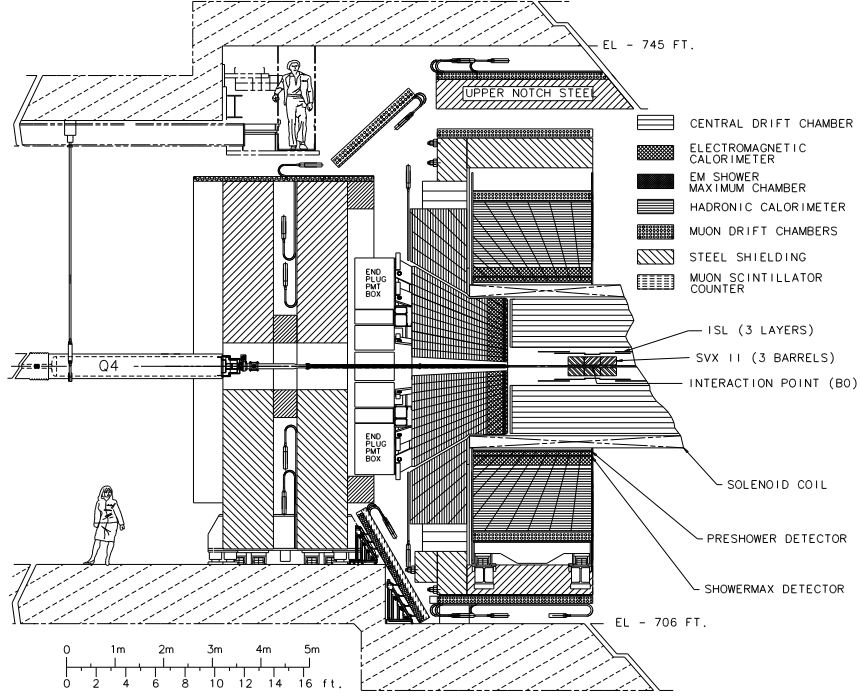 EL - 745 FT.
UPPER NOTCH STEEL
CENTRAL DRIFT CHAMBER
ELECTROMAGNETIC
CALORIMETER
EM SHOWER
MAXIMUM CHAMBER
HADRONIC CALORIMETER
MUON DRIFT CHAMBERS
STEEL SHIELDING
MUON SCINTILLATOR
COUNTER
END
PLUG
PMT
BOX
ISL (3 LAYERS)
SVX II (3 BARRELS)
INTERACTION POINT (B0)
Q4
END
PLUG
PMT
BOX
SOLENOID COIL
PRESHOWER DETECTOR
SHOWERMAX DETECTOR
EL - 706 FT.
0 1m 2m 3m 4m 5m
0 2 4 6 8 10 12 14 16 ft.